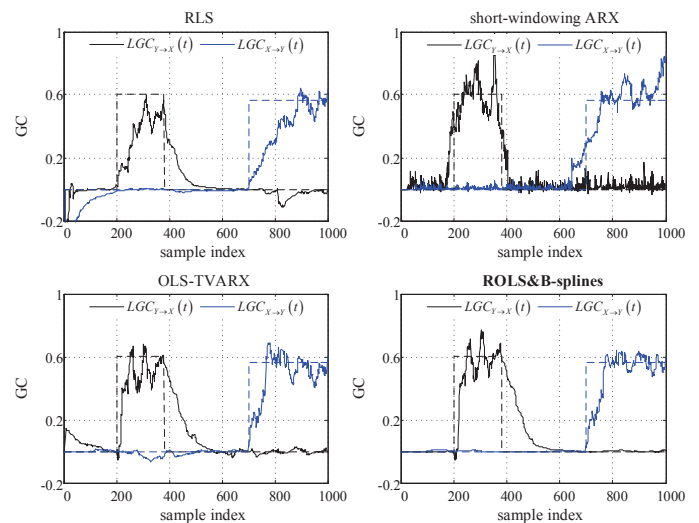 RLS
LGC_{Y→X}(t) LGC_{X→Y}(t)
GC
1
0.6
0.2
-0.2
0 200 400 600 800 1000
sample index
short-windowing ARX
LGC_{Y→X}(t) LGC_{X→Y}(t)
GC
1
0.6
0.2
-0.2
0 200 400 600 800 1000
sample index
OLS-TVARX
LGC_{Y→X}(t) LGC_{X→Y}(t)
GC
1
0.6
0.2
-0.2
0 200 400 600 800 1000
sample index
ROLS&B-splines
LGC_{Y→X}(t) LGC_{X→Y}(t)
GC
1
0.6
0.2
-0.2
0 200 400 600 800 1000
sample index